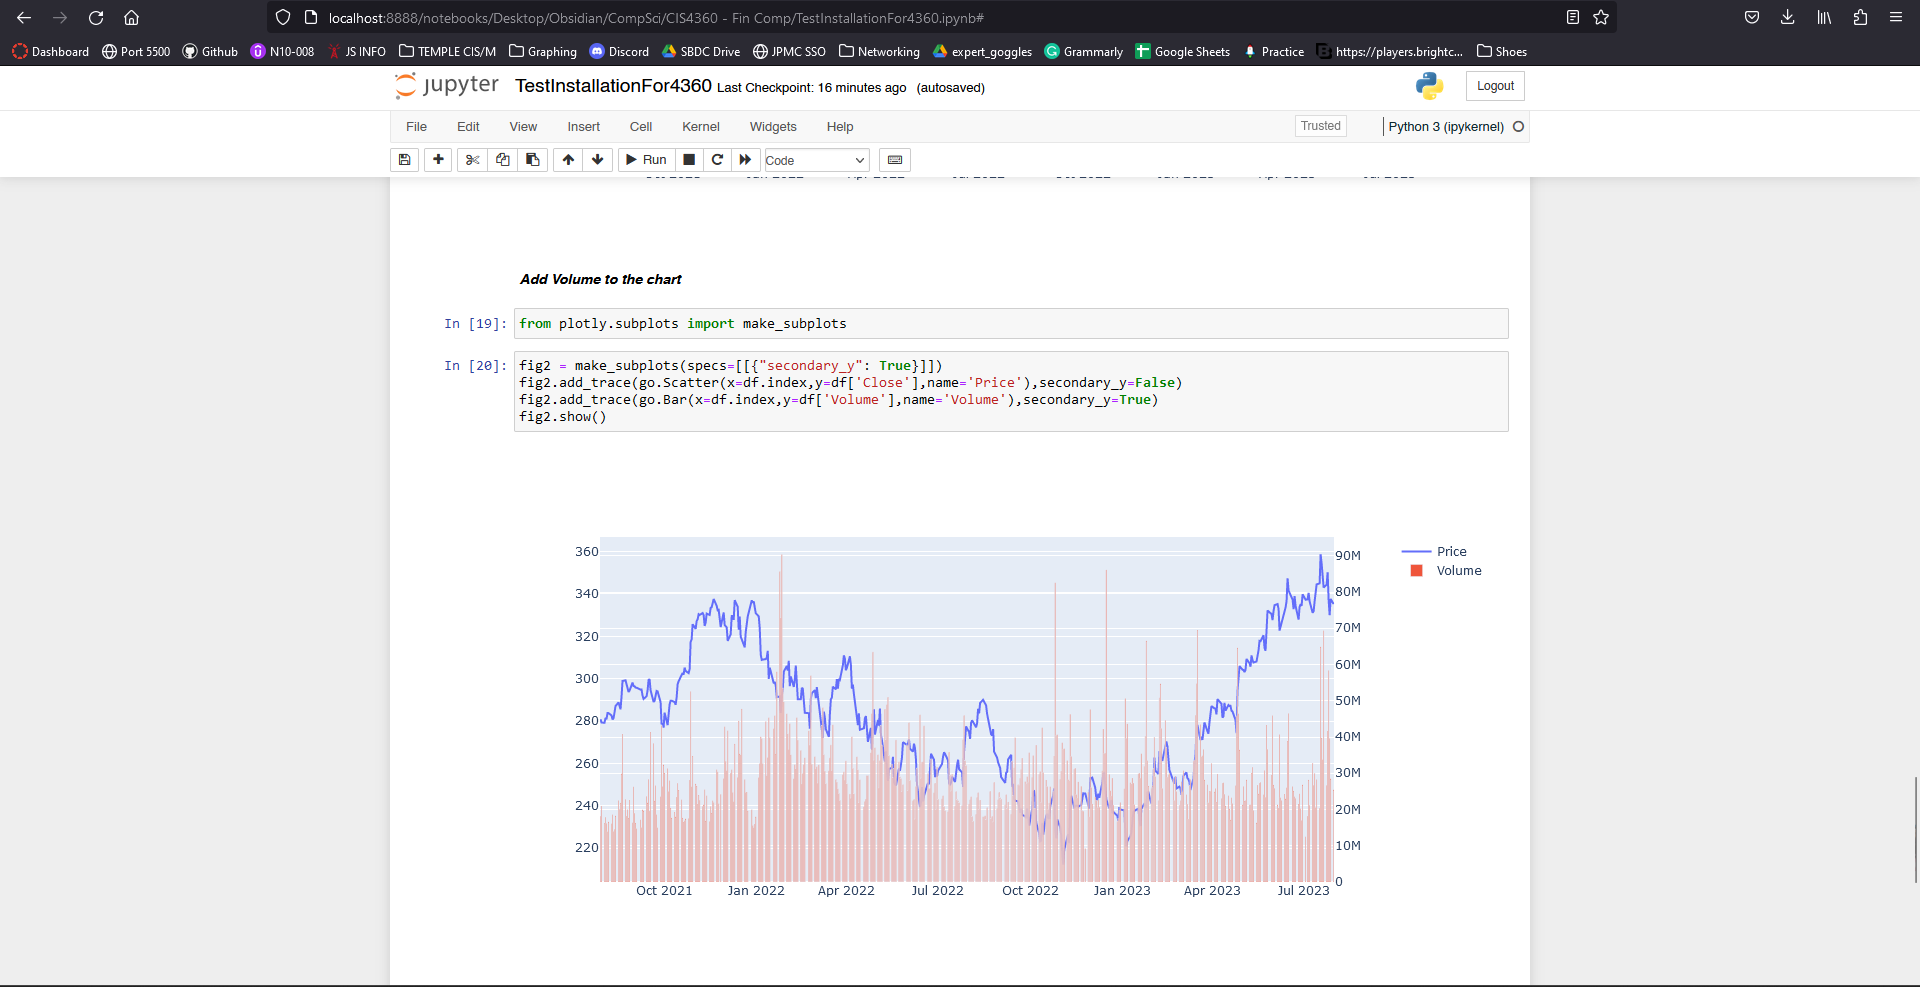 localhost:8888/notebooks/Desktop/Obsidian/CompSci/CIS4360 - Fin Comp/TestInstallationFor4360.ipynb#
Dashboard Port 5500 Github N10-008 JS INFO TEMPLE CIS/M Graphing Discord SBDC Drive JPMC SSO Networking expert_goggles Grammarly Google Sheets Practice https://players.brightc... Shoes
jupyter TestInstallationFor4360 Last Checkpoint: 16 minutes ago (autosaved) Logout
File Edit View Insert Cell Kernel Widgets Help Trusted Python 3 (ipykernel)
Run Code
Add Volume to the chart
In [19]: from plotly.subplots import make_subplots
In [20]: fig2 = make_subplots(specs=[[{"secondary_y": True}]])
fig2.add_trace(go.Scatter(x=df.index,y=df['Close'],name='Price'),secondary_y=False)
fig2.add_trace(go.Bar(x=df.index,y=df['Volume'],name='Volume'),secondary_y=True)
fig2.show()
360
340
320
300
280
260
240
220
90M
80M
70M
60M
50M
40M
30M
20M
10M
0
Price
Volume
Oct 2021 Jan 2022 Apr 2022 Jul 2022 Oct 2022 Jan 2023 Apr 2023 Jul 2023